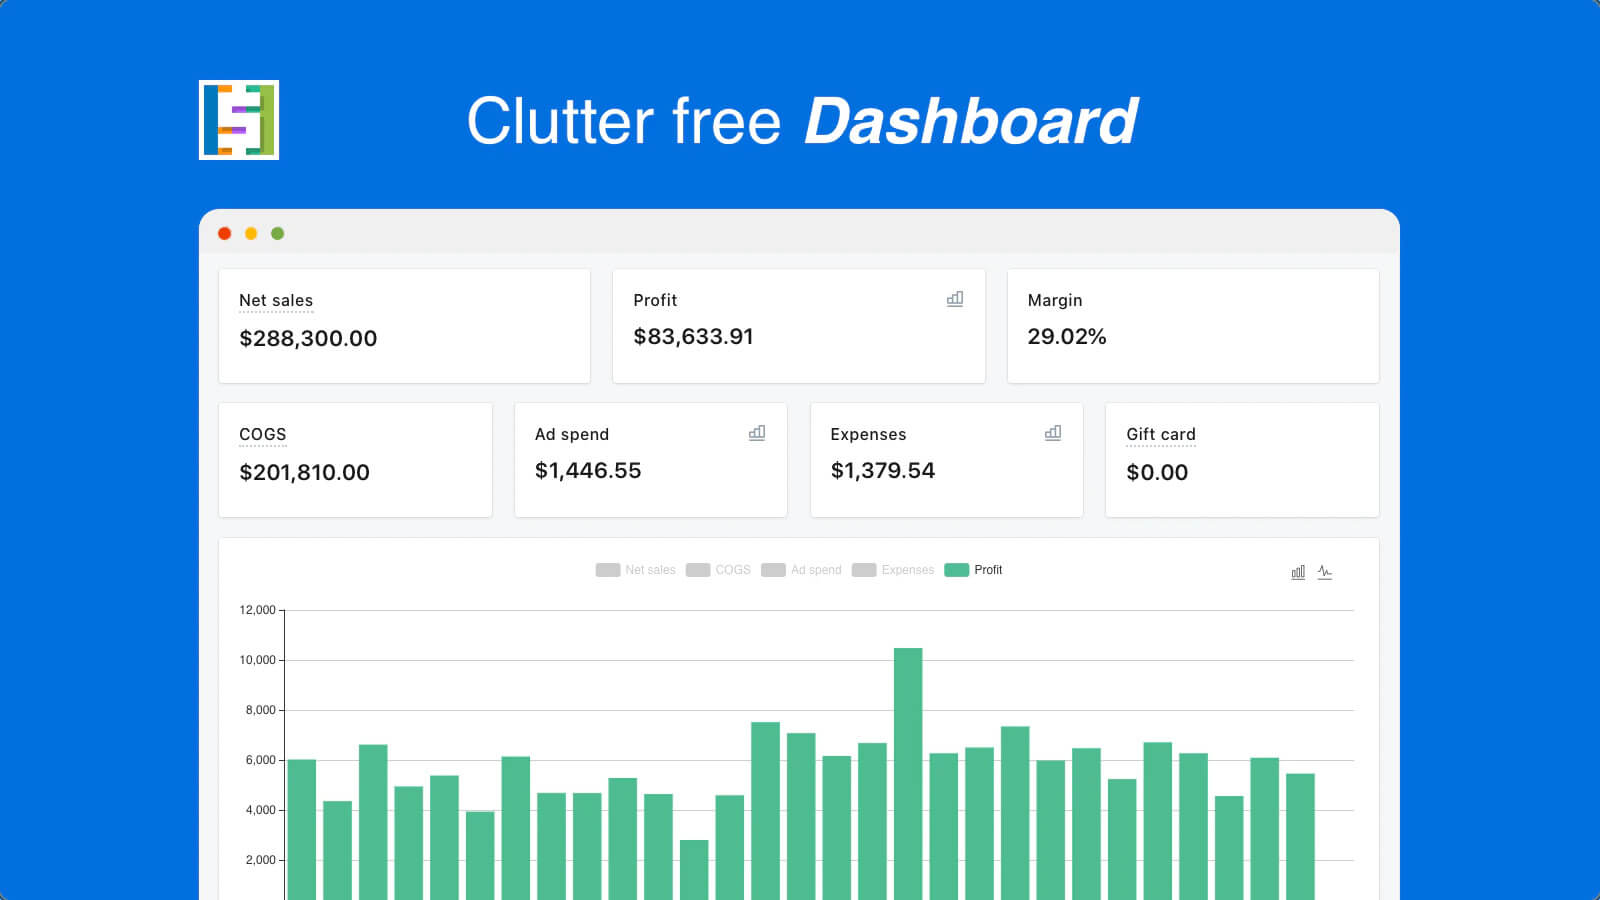 Clutter free Dashboard
Net sales
$288,300.00
Profit
$83,633.91
Margin
29.02%
COGS
$201,810.00
Ad spend
$1,446.55
Expenses
$1,379.54
Gift card
$0.00
Net sales COGS Ad spend Expenses Profit
12,000
10,000
8,000
6,000
4,000
2,000